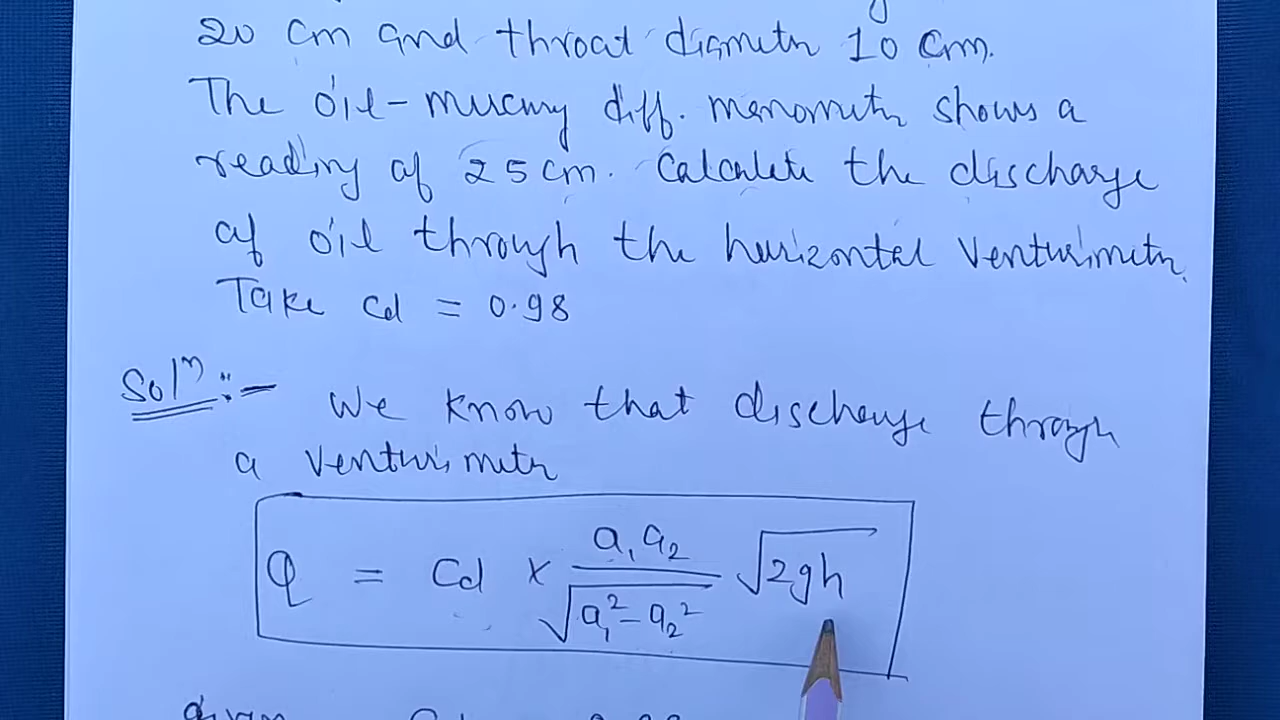 20 cm and throat diameter 10 cm.
The oil-mercury diff. manometer shows a
reading of 25 cm. Calculate the discharge
of oil through the horizontal Venturimeter.
Take Cd = 0.98
Solⁿ :- We know that discharge through
a venturimeter
Q = Cd × a₁a₂ / √(a₁² - a₂²) √2gh